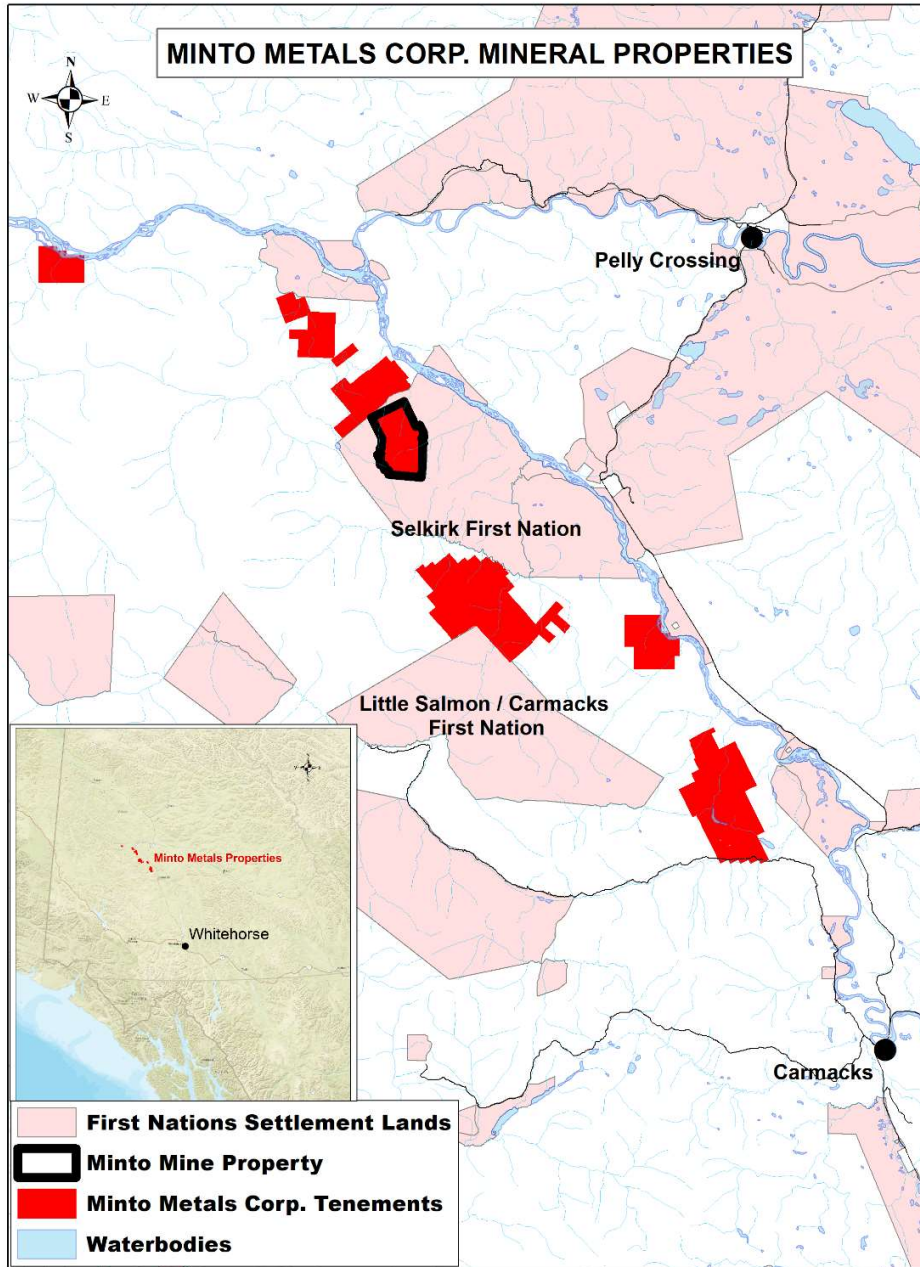 MINTO METALS CORP. MINERAL PROPERTIES
N
W
E
S
Pelly Crossing
Selkirk First Nation
Little Salmon / Carmacks
First Nation
Minto Metals Properties
Whitehorse
Carmacks
First Nations Settlement Lands
Minto Mine Property
Minto Metals Corp. Tenements
Waterbodies